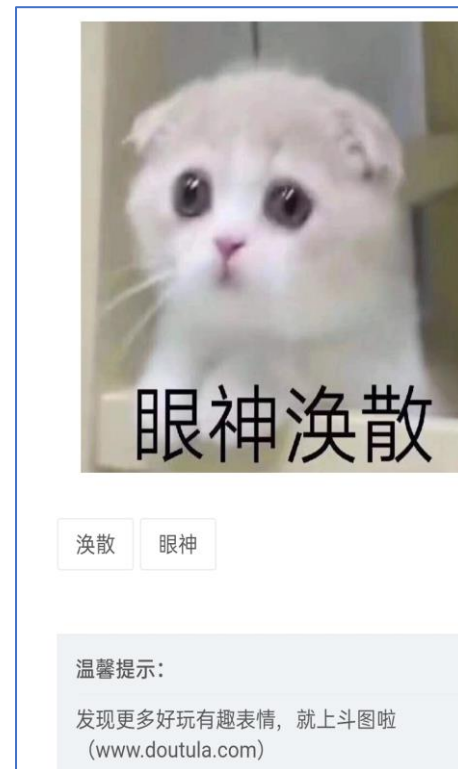 眼神涣散
涣散
眼神
温馨提示：
发现更多好玩有趣表情，就上斗图啦
（www.doutula.com）